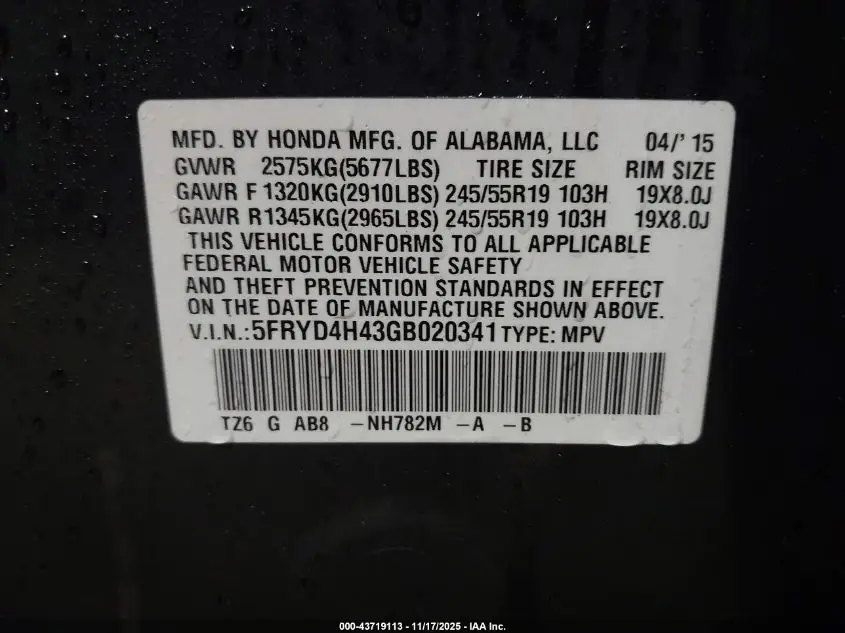 MFD. BY HONDA MFG. OF ALABAMA, LLC 04/' 15
GVWR 2575KG(5677LBS) TIRE SIZE RIM SIZE
GAWR F 1320KG(2910LBS) 245/55R19 103H 19X8.0J
GAWR R1345KG(2965LBS) 245/55R19 103H 19X8.0J
THIS VEHICLE CONFORMS TO ALL APPLICABLE
FEDERAL MOTOR VEHICLE SAFETY
AND THEFT PREVENTION STANDARDS IN EFFECT
ON THE DATE OF MANUFACTURE SHOWN ABOVE.
V.I.N.:5FRYD4H43GB020341 TYPE: MPV
TZ6 G AB8 -NH782M -A -B
000-43719113 - 11/17/2025 - IAA Inc.